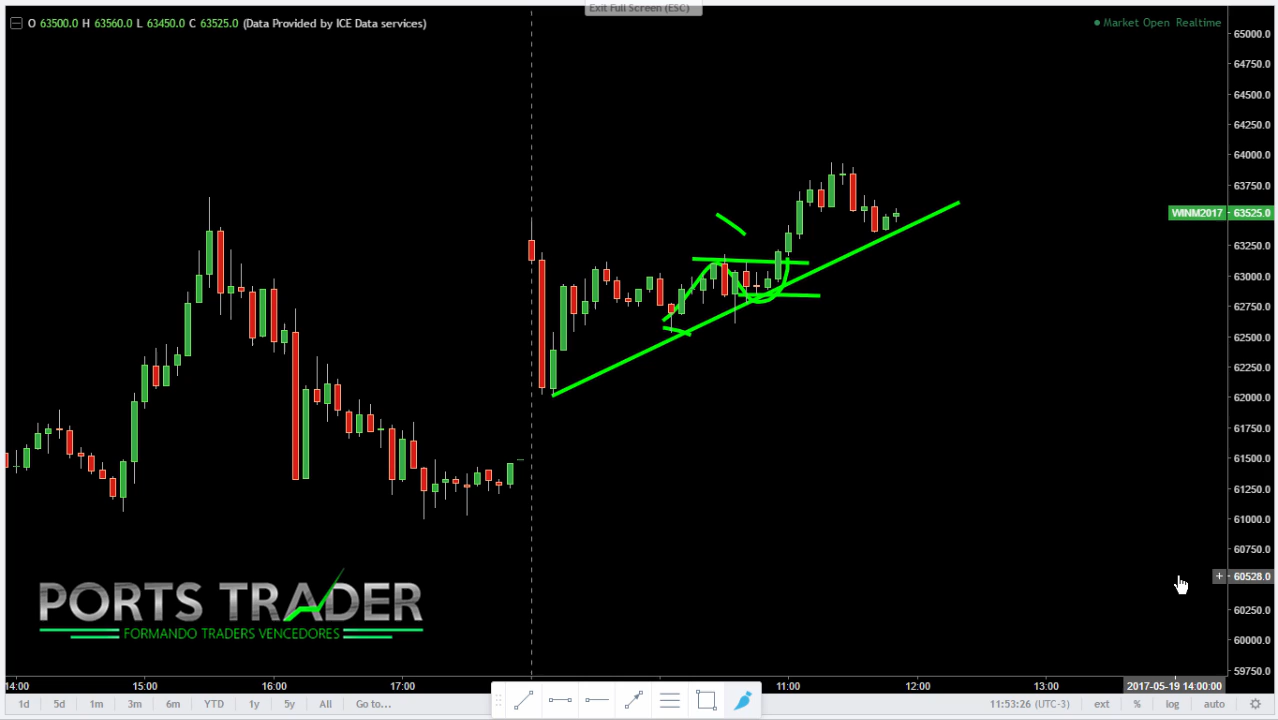 Exit Full Screen (ESC)
O 63500.0 H 63560.0 L 63450.0 C 63525.0 (Data Provided by ICE Data services)
Market Open Realtime
65000.0
64750.0
64500.0
64250.0
64000.0
63750.0
WINM2017 63525.0
63250.0
63000.0
62750.0
62500.0
62250.0
62000.0
61750.0
61500.0
61250.0
61000.0
60750.0
+ 60528.0
60250.0
60000.0
59750.0
PORTS TRADER
FORMANDO TRADERS VENCEDORES
14:00 15:00 16:00 17:00 11:00 12:00 13:00 2017-05-19 14:00:00
1d 5d 1m 3m 6m YTD 1y 5y All Go to... 11:53:26 (UTC-3) ext % log auto